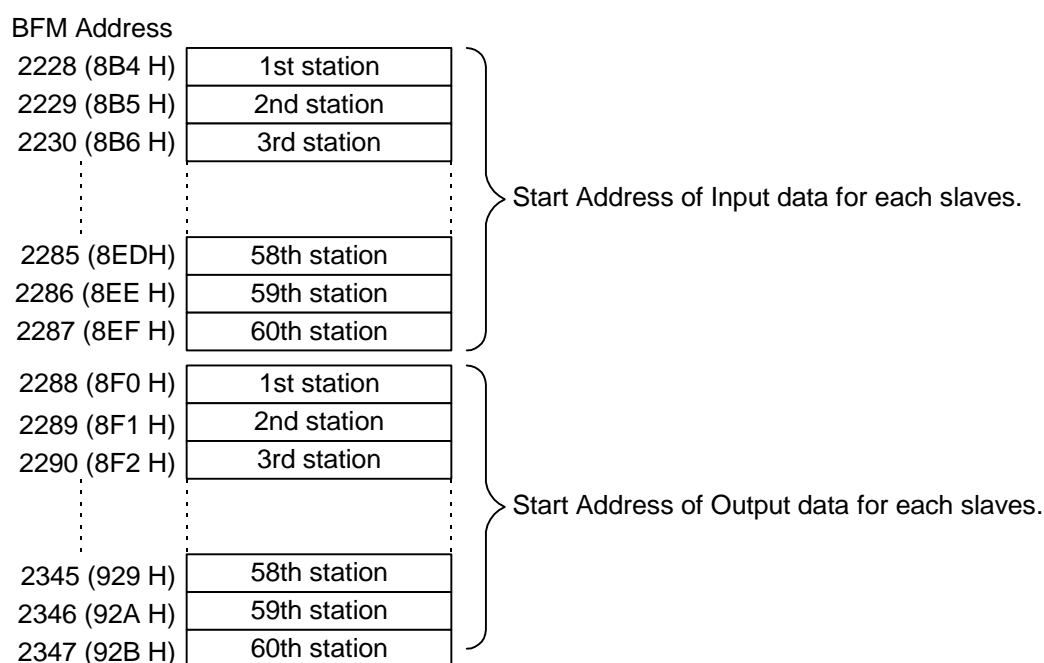 BFM Address
2228 (8B4 H) 1st station
2229 (8B5 H) 2nd station
2230 (8B6 H) 3rd station
Start Address of Input data for each slaves.
2285 (8EDH) 58th station
2286 (8EE H) 59th station
2287 (8EF H) 60th station
2288 (8F0 H) 1st station
2289 (8F1 H) 2nd station
2290 (8F2 H) 3rd station
Start Address of Output data for each slaves.
2345 (929 H) 58th station
2346 (92A H) 59th station
2347 (92B H) 60th station